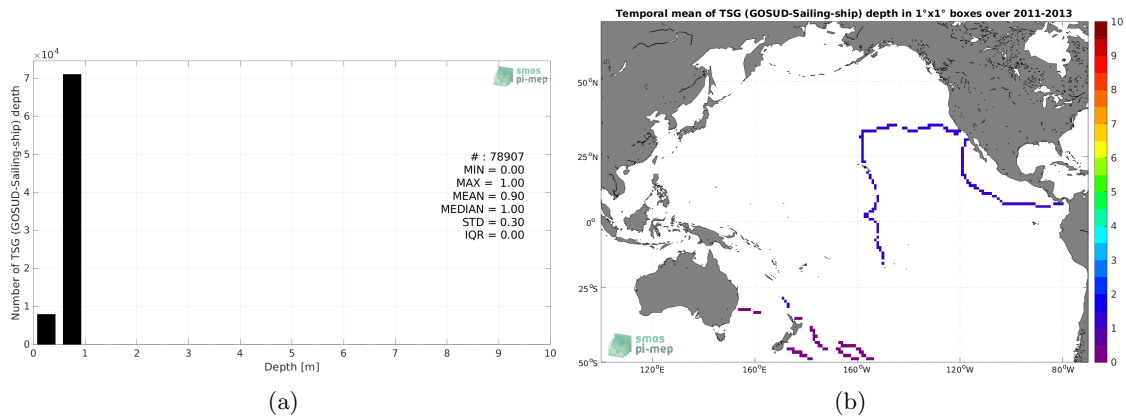 ×10⁴
7
6
5
4
3
2
1
0
Number of TSG (GOSUD-Sailing-ship) depth
smos
pi-mep
# : 78907
MIN = 0.00
MAX = 1.00
MEAN = 0.90
MEDIAN = 1.00
STD = 0.30
IQR = 0.00
0 1 2 3 4 5 6 7 8 9 10
Depth [m]
(a)
Temporal mean of TSG (GOSUD-Sailing-ship) depth in 1°x1° boxes over 2011-2013
50°N
25°N
0°
25°S
50°S
smos
pi-mep
120°E 160°E 160°W 120°W 80°W
10
9
8
7
6
5
4
3
2
1
0
(b)